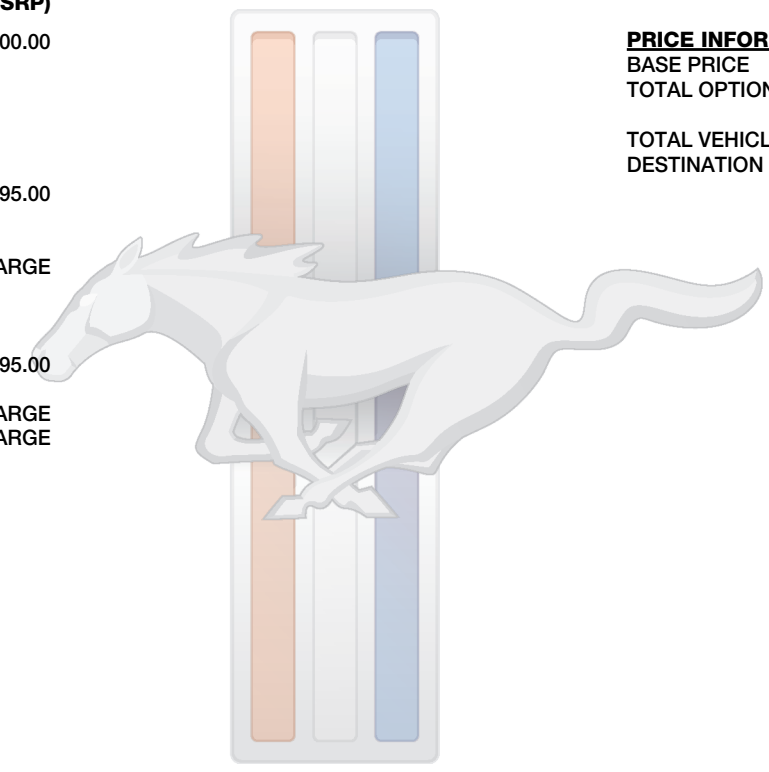 SRP)
00.00
95.00
ARGE
95.00
ARGE
ARGE
PRICE INFOR
BASE PRICE
TOTAL OPTION
TOTAL VEHICL
DESTINATION